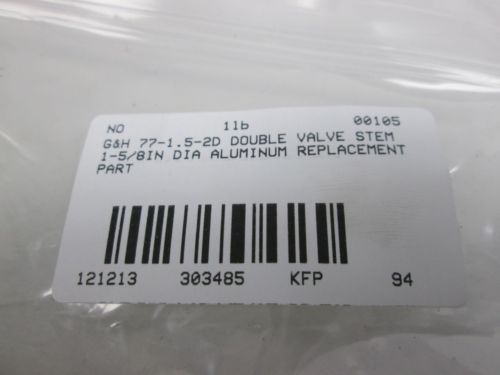 NO 11b 00105
G&H 77-1.5-2D DOUBLE VALVE STEM
1-5/8IN DIA ALUMINUM REPLACEMENT
PART
121213 303485 KFP 94